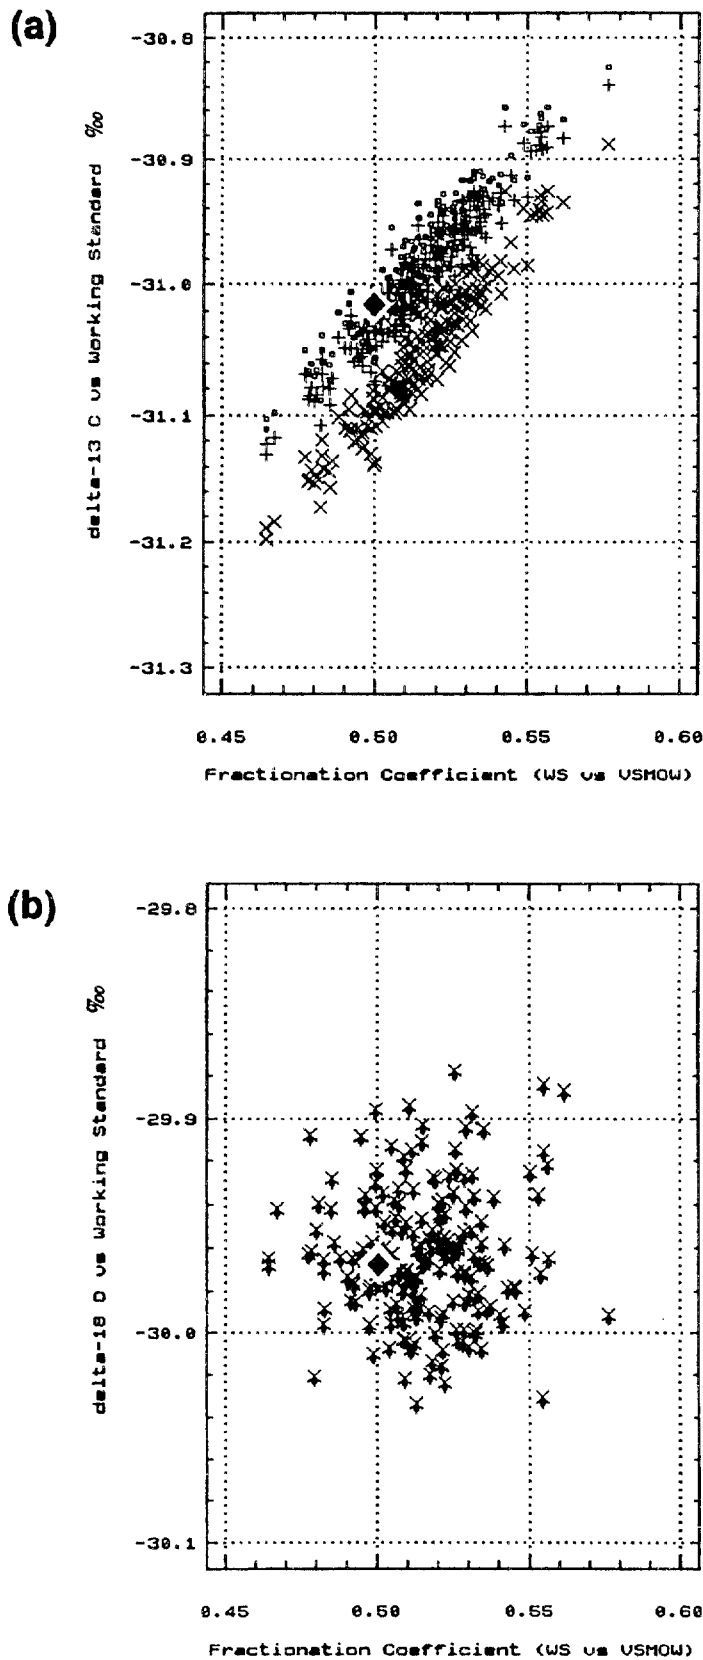 (a)
-30.8
-30.9
-31.0
-31.1
-31.2
-31.3
delta-13 C vs Working Standard ‰
0.45 0.50 0.55 0.60
Fractionation Coefficient (WS vs VSMOW)
(b)
-29.8
-29.9
-30.0
-30.1
delta-18 O vs Working Standard ‰
0.45 0.50 0.55 0.60
Fractionation Coefficient (WS vs VSMOW)